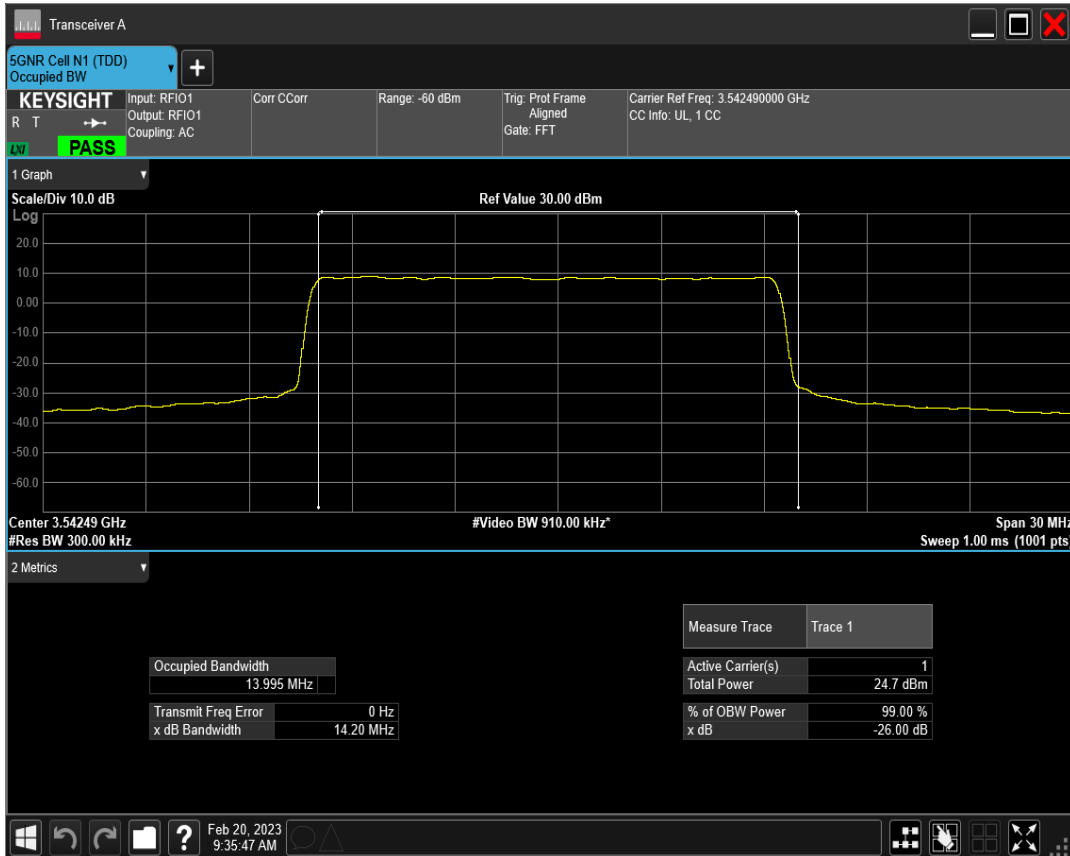 Transceiver A
5GNR Cell N1 (TDD)
Occupied BW
+
KEYSIGHT
R T
LXI
PASS
Input: RFIO1
Output: RFIO1
Coupling: AC
Corr CCorr
Range: -60 dBm
Trig: Prot Frame
Aligned
Gate: FFT
Carrier Ref Freq: 3.542490000 GHz
CC Info: UL, 1 CC
1 Graph
Scale/Div 10.0 dB
Ref Value 30.00 dBm
Log
20.0
10.0
0.00
-10.0
-20.0
-30.0
-40.0
-50.0
-60.0
Center 3.54249 GHz
#Video BW 910.00 kHz*
Span 30 MHz
#Res BW 300.00 kHz
Sweep 1.00 ms (1001 pts)
2 Metrics
Measure Trace Trace 1
Occupied Bandwidth
13.995 MHz
Active Carrier(s) 1
Total Power 24.7 dBm
Transmit Freq Error 0 Hz
x dB Bandwidth 14.20 MHz
% of OBW Power 99.00 %
x dB -26.00 dB
?
Feb 20, 2023
9:35:47 AM